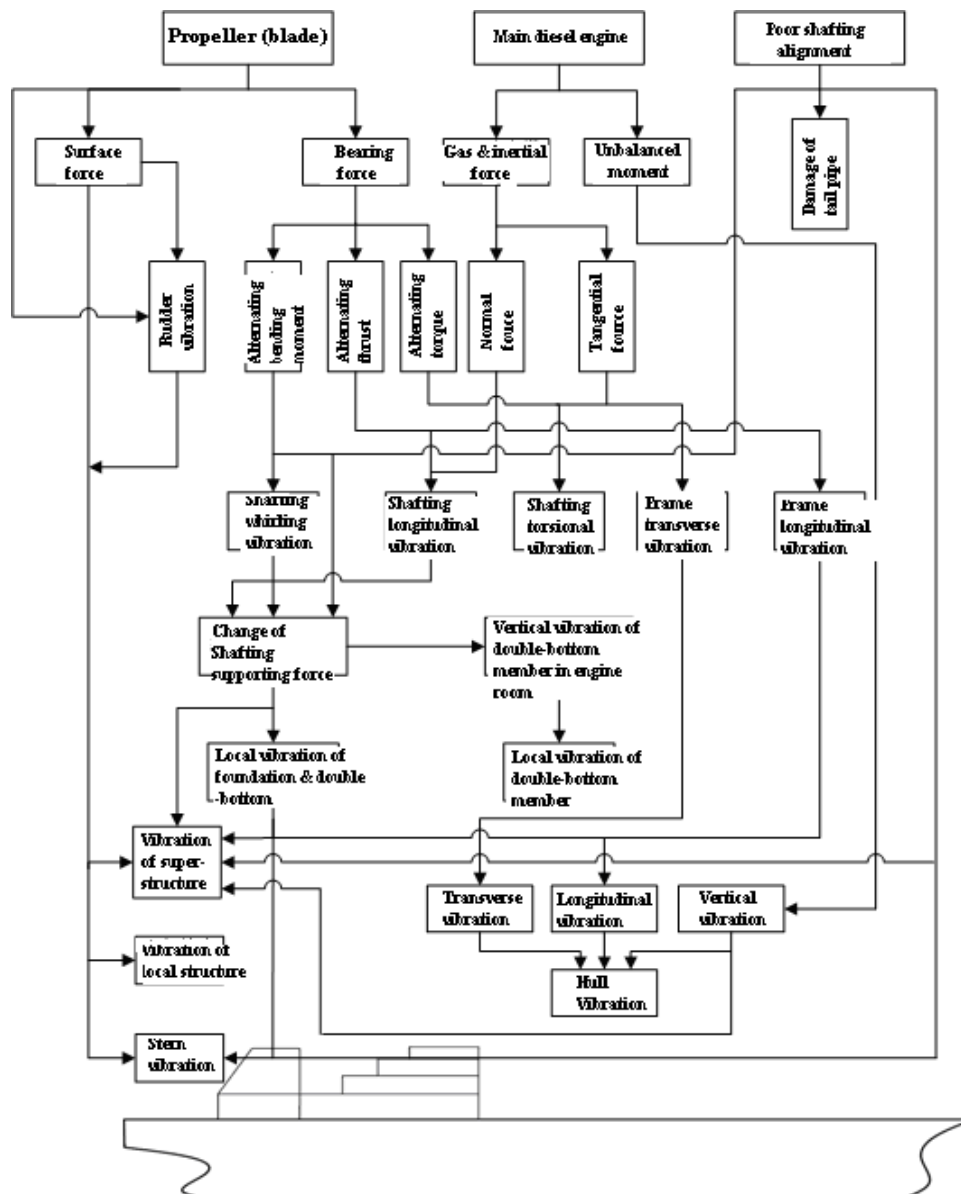 Propeller (blade)
Main diesel engine
Poor shafting
alignment
Surface
force
Bearing
force
Gas & inertial
force
Unbalanced
moment
Damage of
tail pipe
Rudder
vibration
Alternating
bending
moment
Alternating
thrust
Alternating
torque
Normal
fouce
Tangential
fource
Shafting
whirling
vibration
Shafting
longitudinal
vibration
Shafting
torsional
vibration
Frame
transverse
vibration
Frame
longitudinal
vibration
Change of
Shafting
supporting force
Vertical vibration of
double-bottom
member in engine
room
Local vibration of
foundation & double
-bottom
Local vibration of
double-bottom
member
Vibration
of super-
structure
Transverse
vibration
Longitudinal
vibration
Vertical
vibration
Vibration of
local structure
Hull
Vibration
Stern
vibration